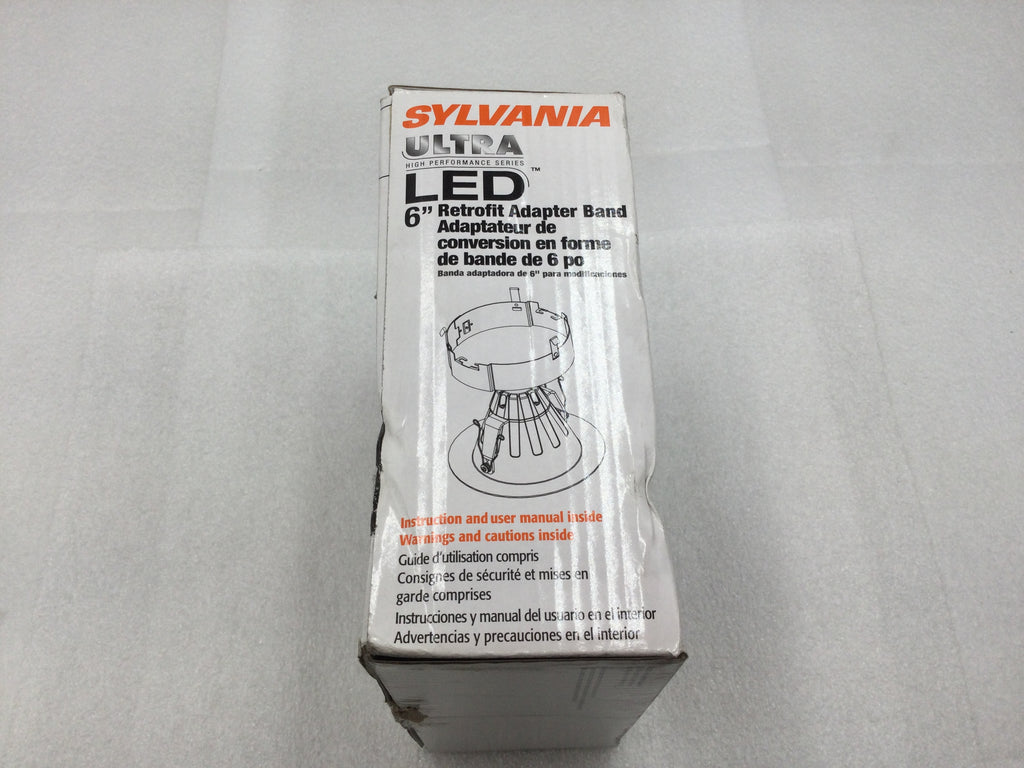 SYLVANIA
ULTRA
HIGH PERFORMANCE SERIES
LED™
6” Retrofit Adapter Band
Adaptateur de
conversion en forme
de bande de 6 po
Banda adaptadora de 6" para modificaciones
Instruction and user manual inside
Warnings and cautions inside
Guide d'utilisation compris
Consignes de sécurité et mises en
garde comprises
Instrucciones y manual del usuario en el interior
Advertencias y precauciones en el interior